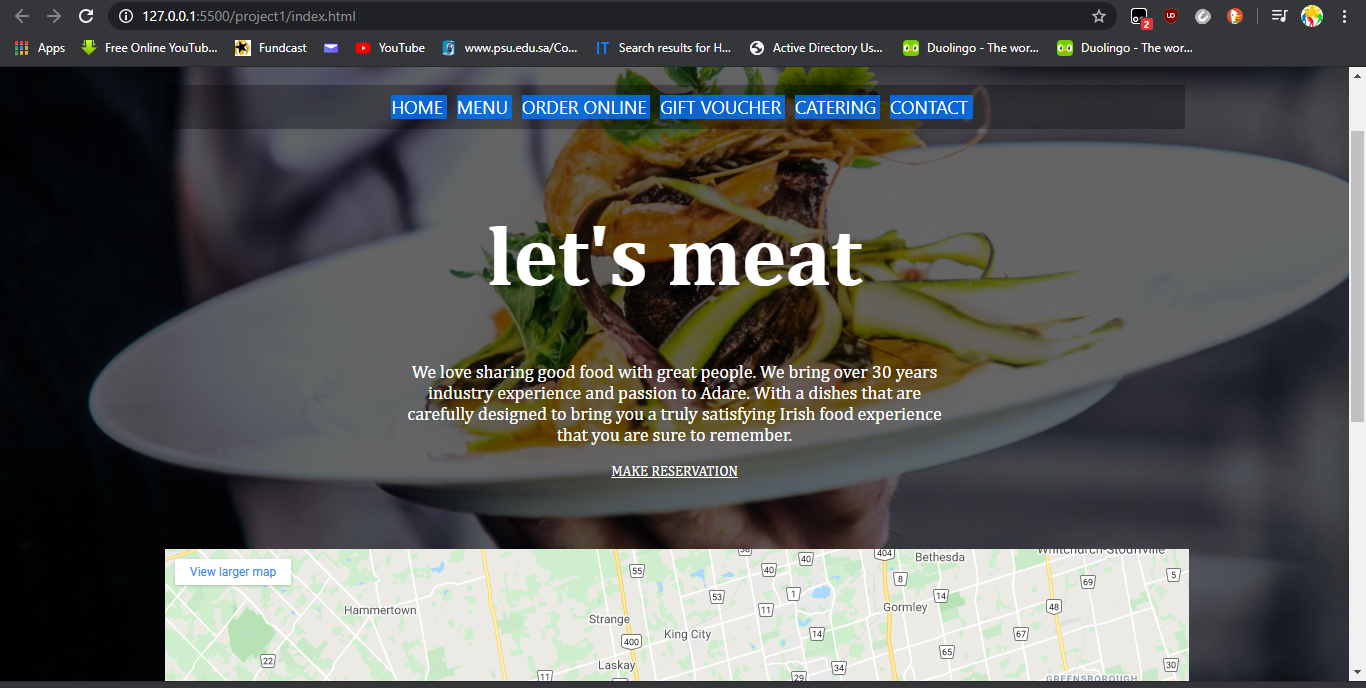 127.0.0.1:5500/project1/index.html
2
UD
Apps
Free Online YouTub...
Fundcast
YouTube
www.psu.edu.sa/Co...
IT Search results for H...
Active Directory Us...
Duolingo - The wor...
Duolingo - The wor...
HOME MENU ORDER ONLINE GIFT VOUCHER CATERING CONTACT
let's meat
We love sharing good food with great people. We bring over 30 years
industry experience and passion to Adare. With a dishes that are
carefully designed to bring you a truly satisfying Irish food experience
that you are sure to remember.
MAKE RESERVATION
View larger map
38
40
404
Bethesda
Whitchurch-Stouffville
55
40
8
69
5
53
1
14
Hammertown
11
Gormley
48
Strange
King City
14
67
400
65
22
Laskay
34
30
11
29
GREENSBOROUGH